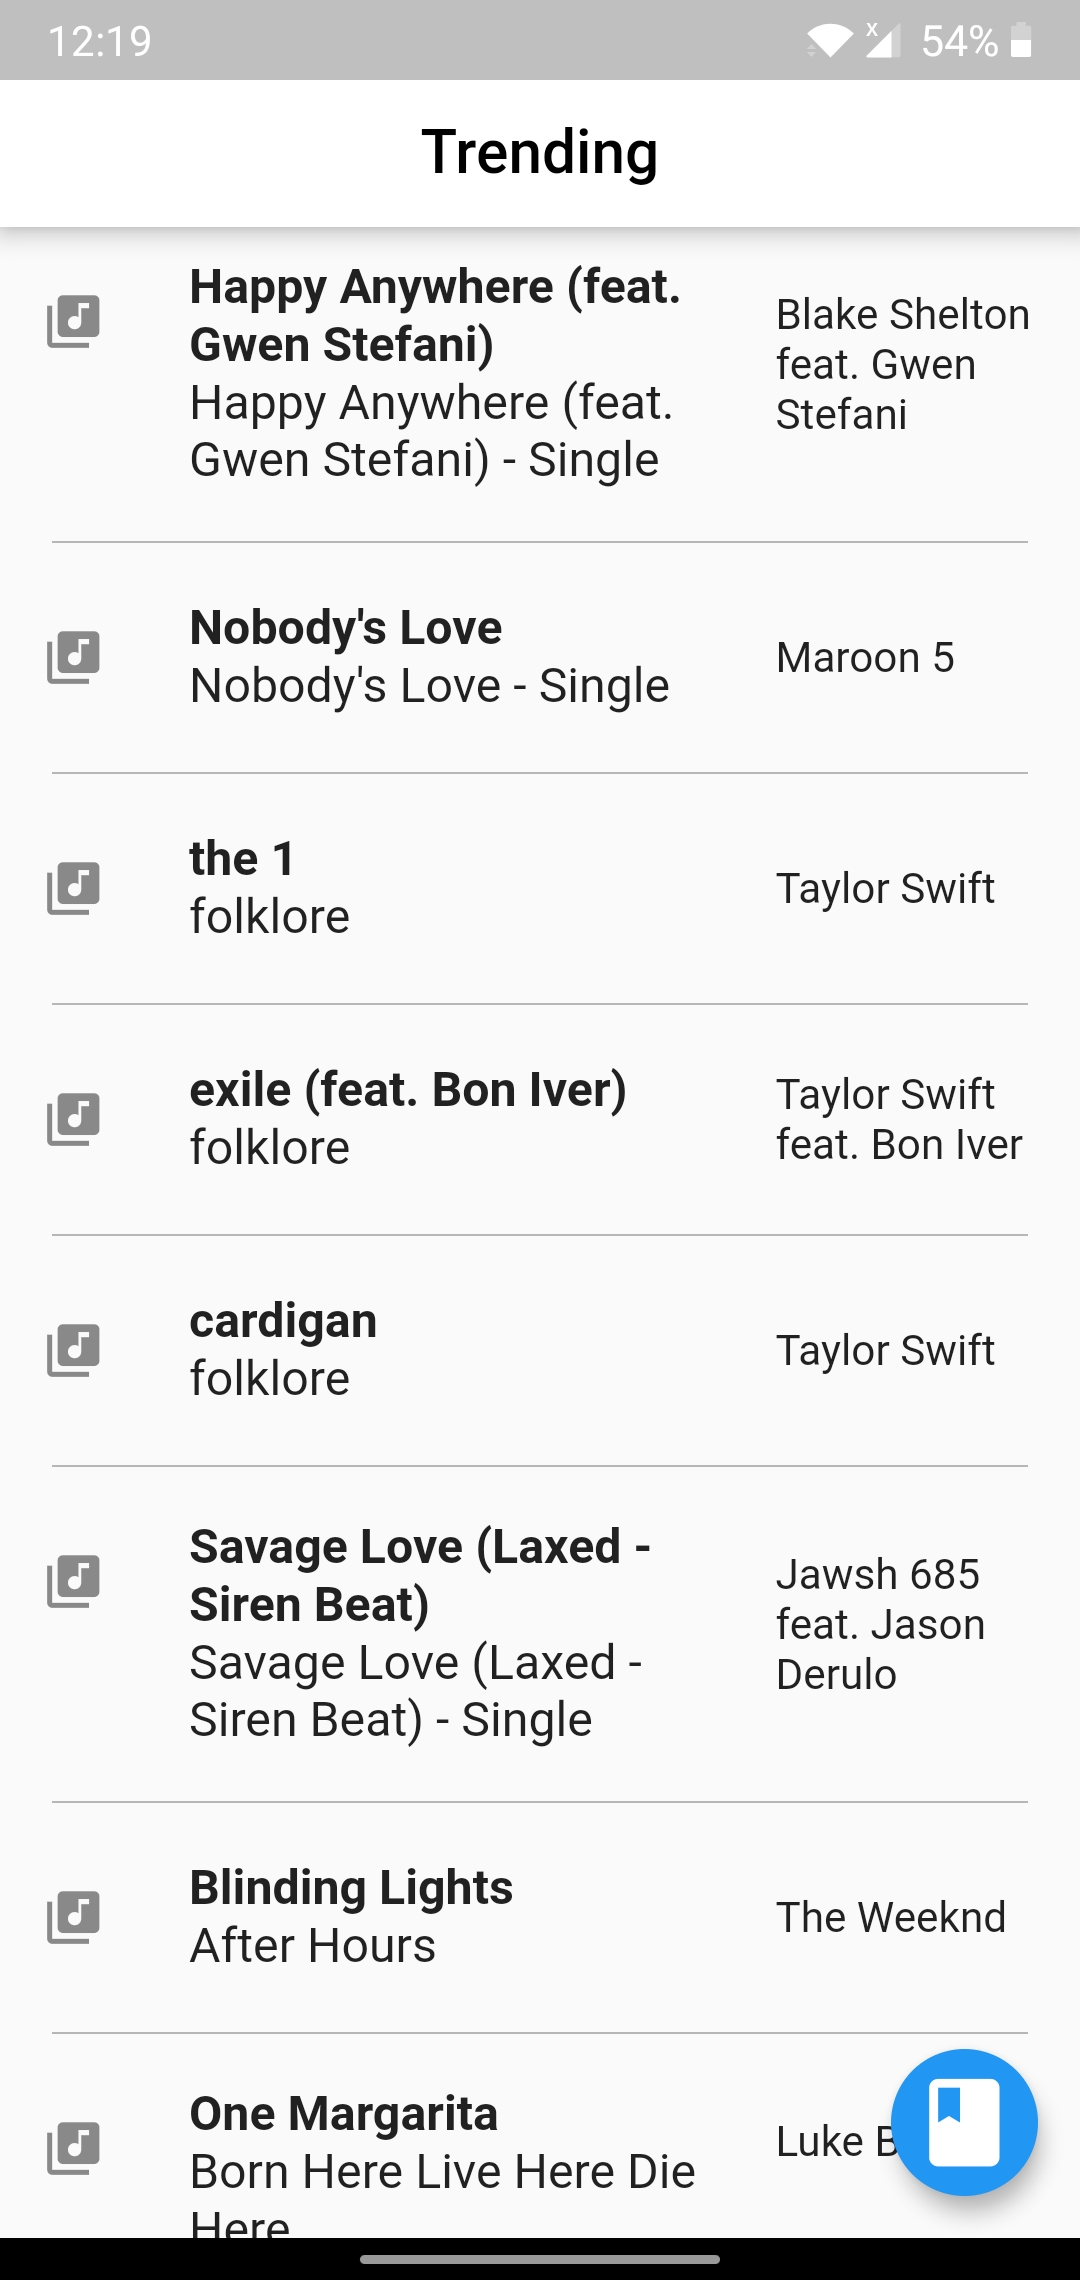 12:19
x
54%
Trending
Happy Anywhere (feat.
Gwen Stefani)
Happy Anywhere (feat.
Gwen Stefani) - Single
Blake Shelton
feat. Gwen
Stefani
Nobody's Love
Nobody's Love - Single
Maroon 5
the 1
folklore
Taylor Swift
exile (feat. Bon Iver)
folklore
Taylor Swift
feat. Bon Iver
cardigan
folklore
Taylor Swift
Savage Love (Laxed -
Siren Beat)
Savage Love (Laxed -
Siren Beat) - Single
Jawsh 685
feat. Jason
Derulo
Blinding Lights
After Hours
The Weeknd
One Margarita
Born Here Live Here Die
Here
Luke